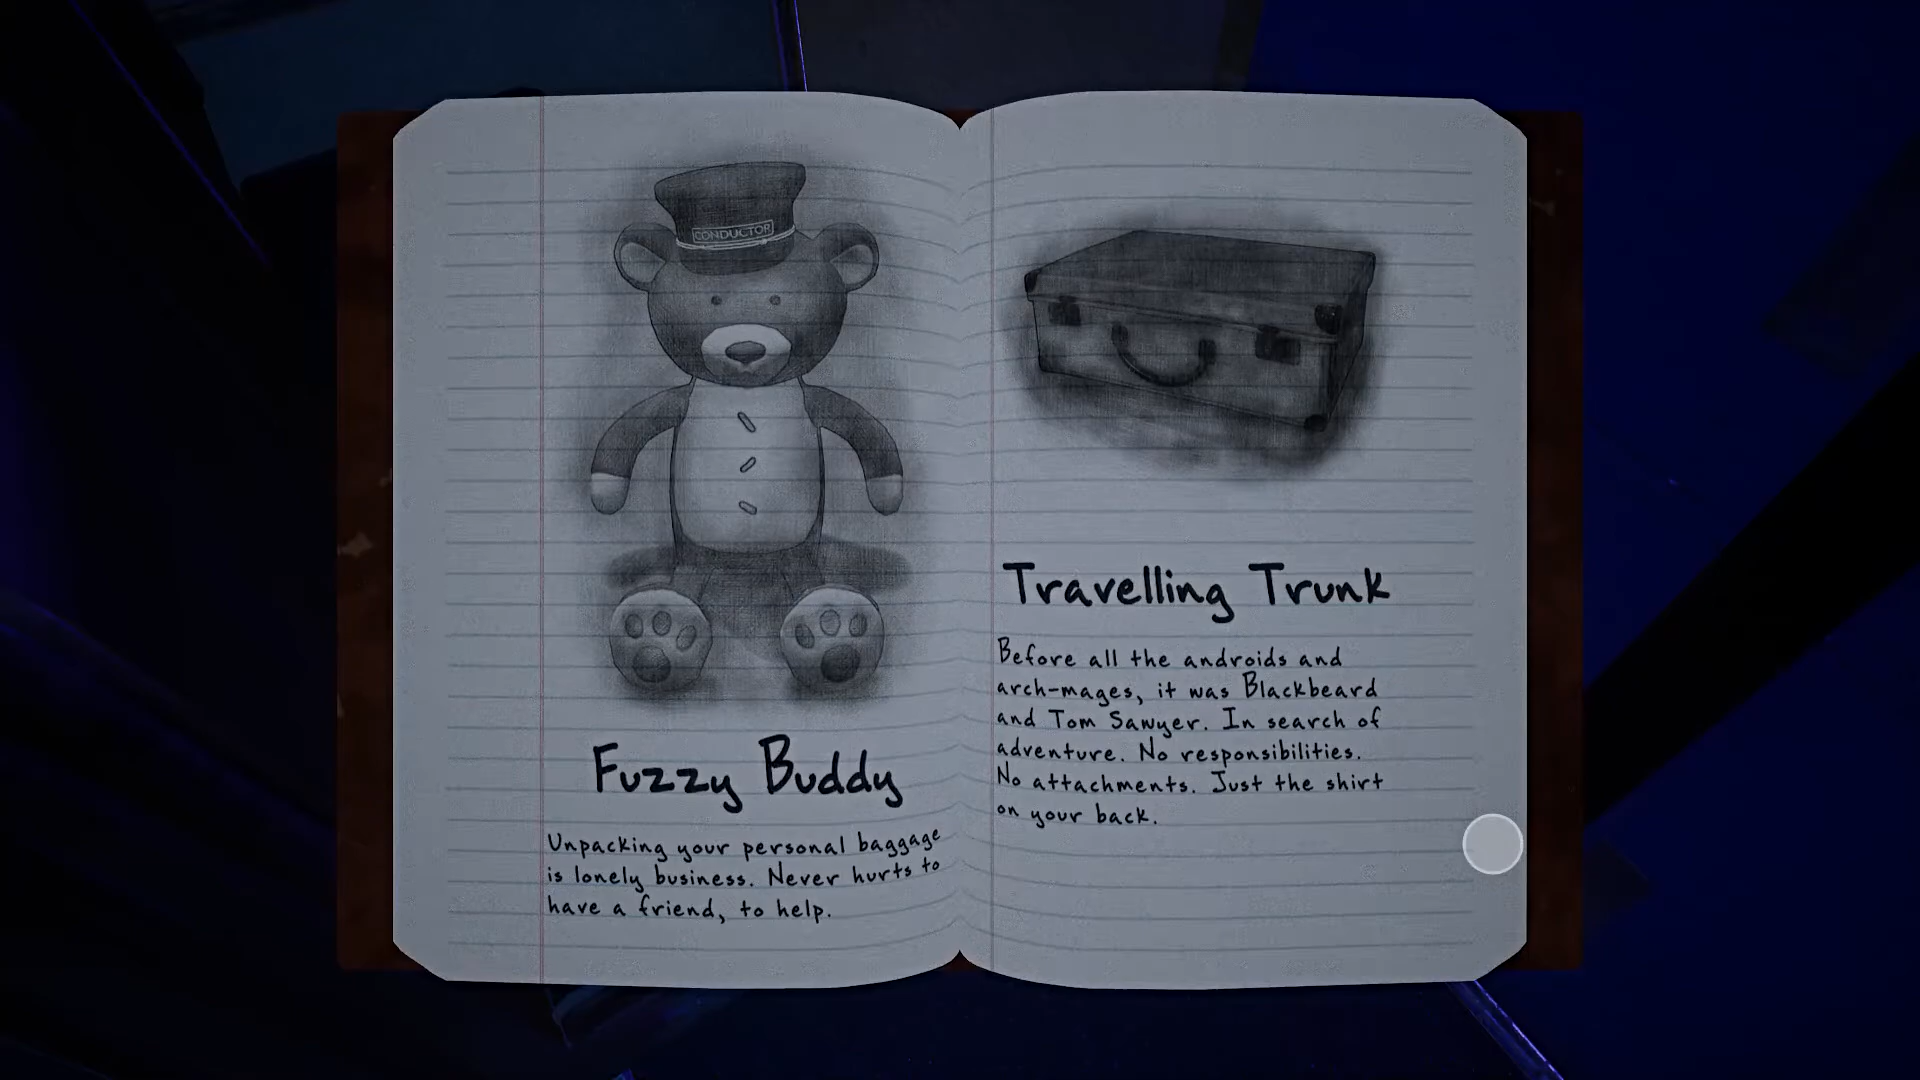 CONDUCTOR
Fuzzy Buddy
Unpacking your personal baggage
is lonely business. Never hurts to
have a friend, to help.
Travelling Trunk
Before all the androids and
arch-mages, it was Blackbeard
and Tom Sawyer. In search of
adventure. No responsibilities.
No attachments. Just the shirt
on your back.